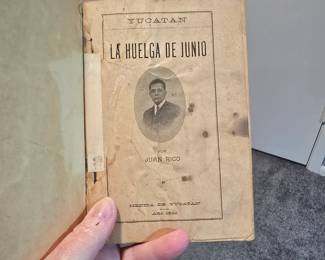 YUCATAN
LA HUELGA DE JUNIO
POR
JUAN RICO
MERIDA DE YUCATAN
AÑO